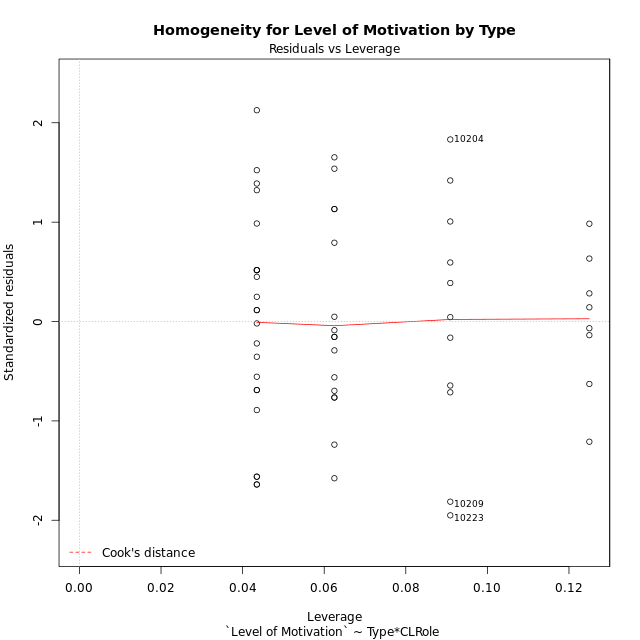 Homogeneity for Level of Motivation by Type
Residuals vs Leverage
Standardized residuals
2
1
0
-1
-2
10204
10209
10223
Cook's distance
0.00 0.02 0.04 0.06 0.08 0.10 0.12
Leverage
`Level of Motivation` ~ Type*CLRole